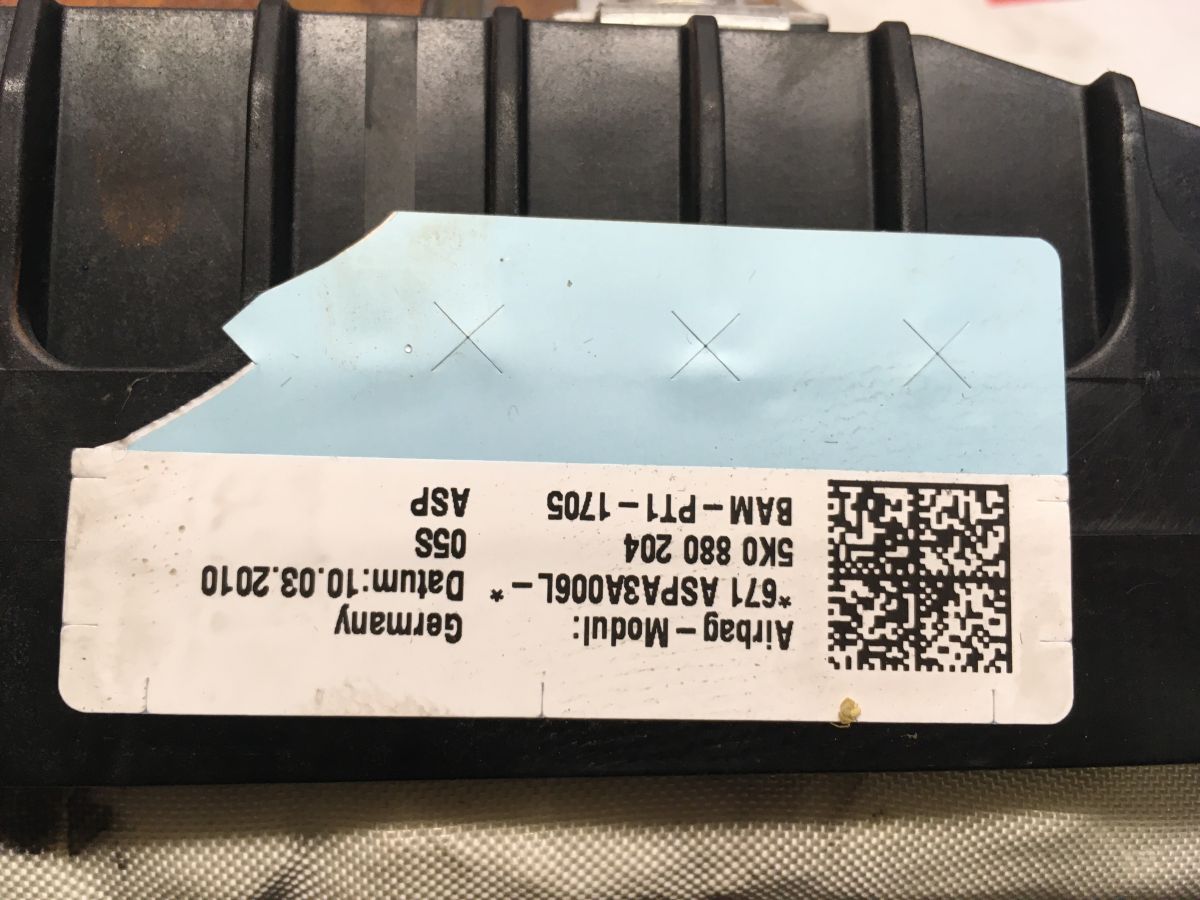 Airbag-Modul: Germany
*671 ASPA3A006L-* Datum:10.03.2010
5K0 880 204 05S
BAM-PT1-1705 ASP